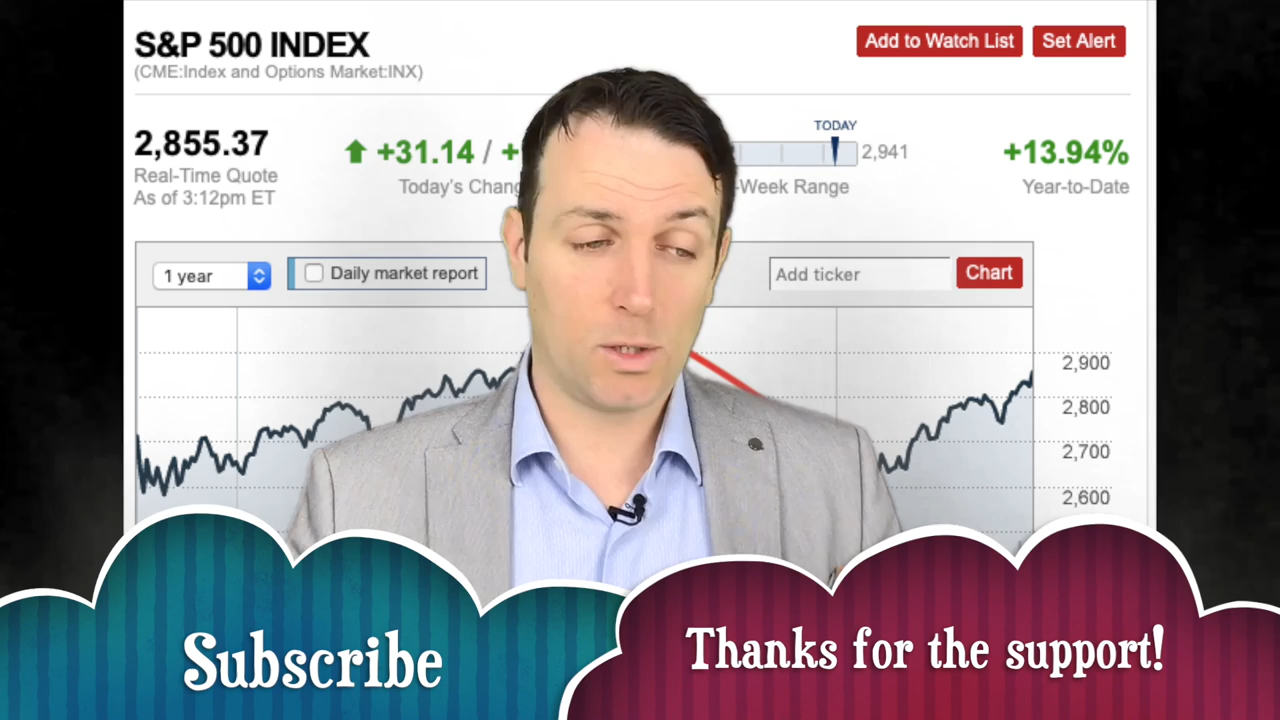 S&P 500 INDEX
(CME:Index and Options Market:INX)
Add to Watch List
Set Alert
2,855.37
Real-Time Quote
As of 3:12pm ET
+31.14 / +
Today's Chang
TODAY
2,941
-Week Range
+13.94%
Year-to-Date
1 year
Daily market report
Add ticker
Chart
2,900
2,800
2,700
2,600
Subscribe
Thanks for the support!